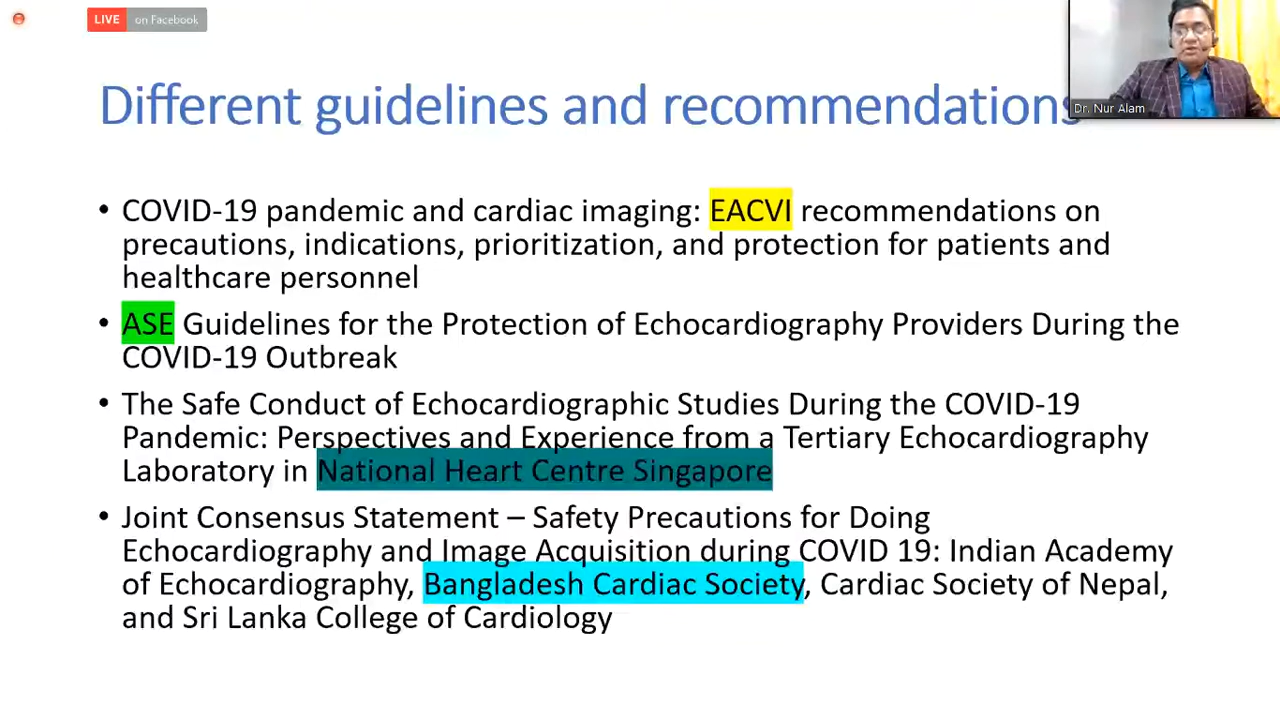 LIVE on Facebook
Dr. Nur Alam
Different guidelines and recommendations
• COVID-19 pandemic and cardiac imaging: EACVI recommendations on
precautions, indications, prioritization, and protection for patients and
healthcare personnel
• ASE Guidelines for the Protection of Echocardiography Providers During the
COVID-19 Outbreak
• The Safe Conduct of Echocardiographic Studies During the COVID-19
Pandemic: Perspectives and Experience from a Tertiary Echocardiography
Laboratory in National Heart Centre Singapore
• Joint Consensus Statement – Safety Precautions for Doing
Echocardiography and Image Acquisition during COVID 19: Indian Academy
of Echocardiography, Bangladesh Cardiac Society, Cardiac Society of Nepal,
and Sri Lanka College of Cardiology